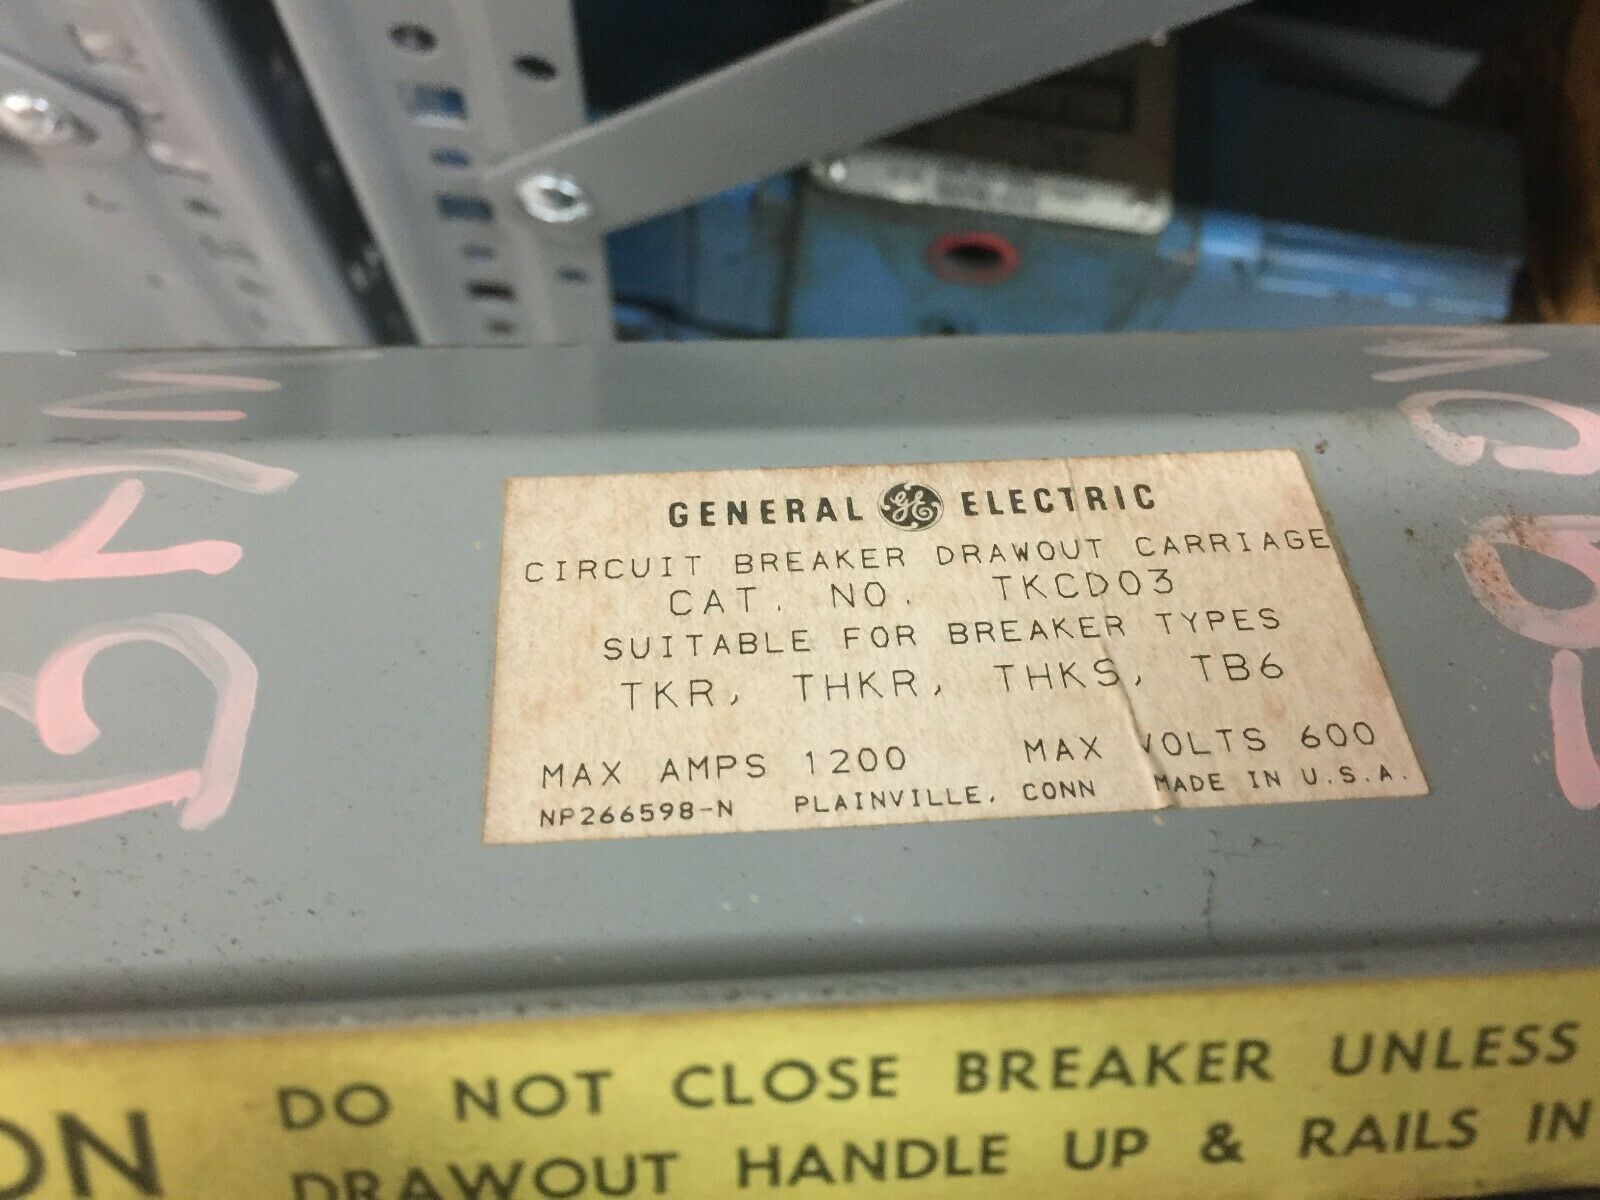 GENERAL GE ELECTRIC
CIRCUIT BREAKER DRAWOUT CARRIAGE
CAT. NO. TKCD03
SUITABLE FOR BREAKER TYPES
TKR, THKR, THKS, TB6
MAX AMPS 1200 MAX VOLTS 600
NP266598-N PLAINVILLE, CONN MADE IN U.S.A.
ON
DO NOT CLOSE BREAKER UNLESS
DRAWOUT HANDLE UP & RAILS IN